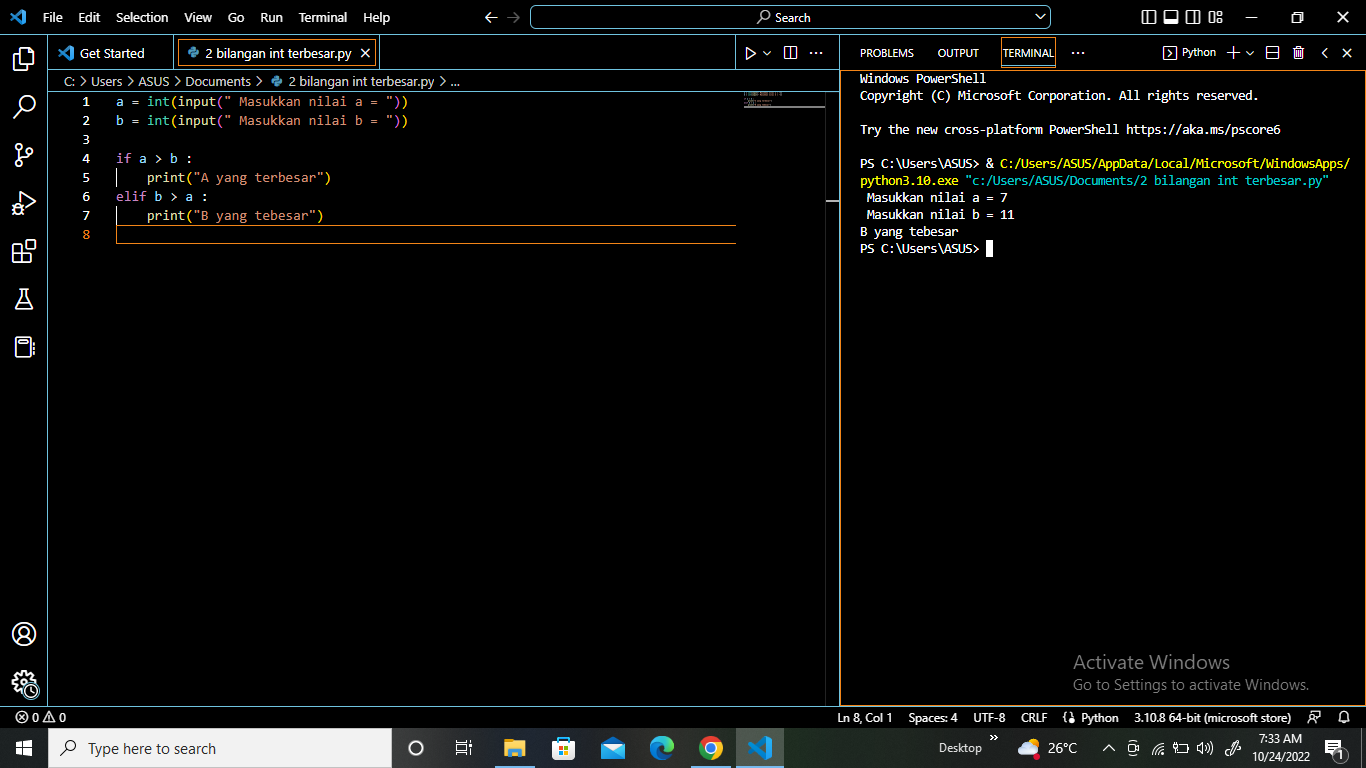 File Edit Selection View Go Run Terminal Help
Search
Get Started
2 bilangan int terbesar.py
PROBLEMS OUTPUT TERMINAL ···
Python
C: > Users > ASUS > Documents > 2 bilangan int terbesar.py > ...
1 a = int(input(" Masukkan nilai a = "))
2 b = int(input(" Masukkan nilai b = "))
3
4 if a > b :
5 print("A yang terbesar")
6 elif b > a :
7 print("B yang tebesar")
8
Windows PowerShell
Copyright (C) Microsoft Corporation. All rights reserved.
Try the new cross-platform PowerShell https://aka.ms/pscore6
PS C:\Users\ASUS> & C:/Users/ASUS/AppData/Local/Microsoft/WindowsApps/
python3.10.exe "c:/Users/ASUS/Documents/2 bilangan int terbesar.py"
Masukkan nilai a = 7
Masukkan nilai b = 11
B yang tebesar
PS C:\Users\ASUS>
Activate Windows
Go to Settings to activate Windows.
0 0
Ln 8, Col 1 Spaces: 4 UTF-8 CRLF Python 3.10.8 64-bit (microsoft store)
Type here to search
Desktop
26°C
7:33 AM
10/24/2022
1